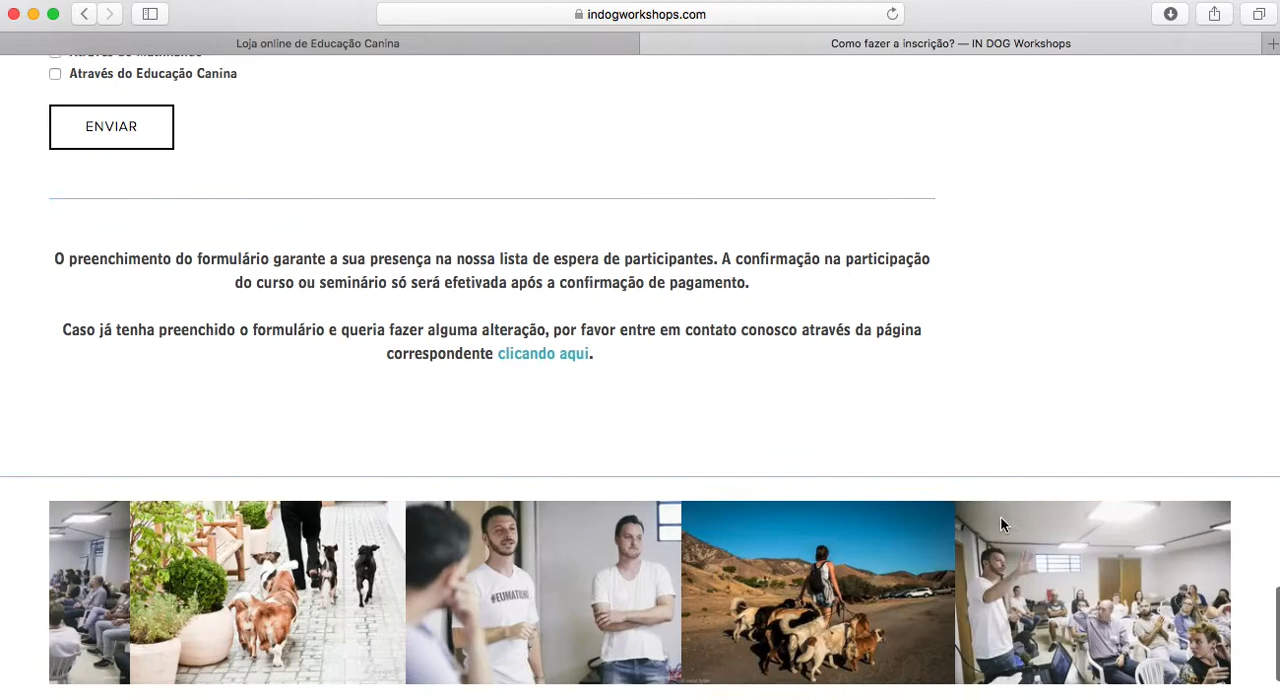 indogworkshops.com
Loja online de Educação Canina
Como fazer a inscrição? — IN DOG Workshops
Através do Educação Canina
ENVIAR
O preenchimento do formulário garante a sua presença na nossa lista de espera de participantes. A confirmação na participação
do curso ou seminário só será efetivada após a confirmação de pagamento.
Caso já tenha preenchido o formulário e queria fazer alguma alteração, por favor entre em contato conosco através da página
correspondente clicando aqui.
#EUMATILHA